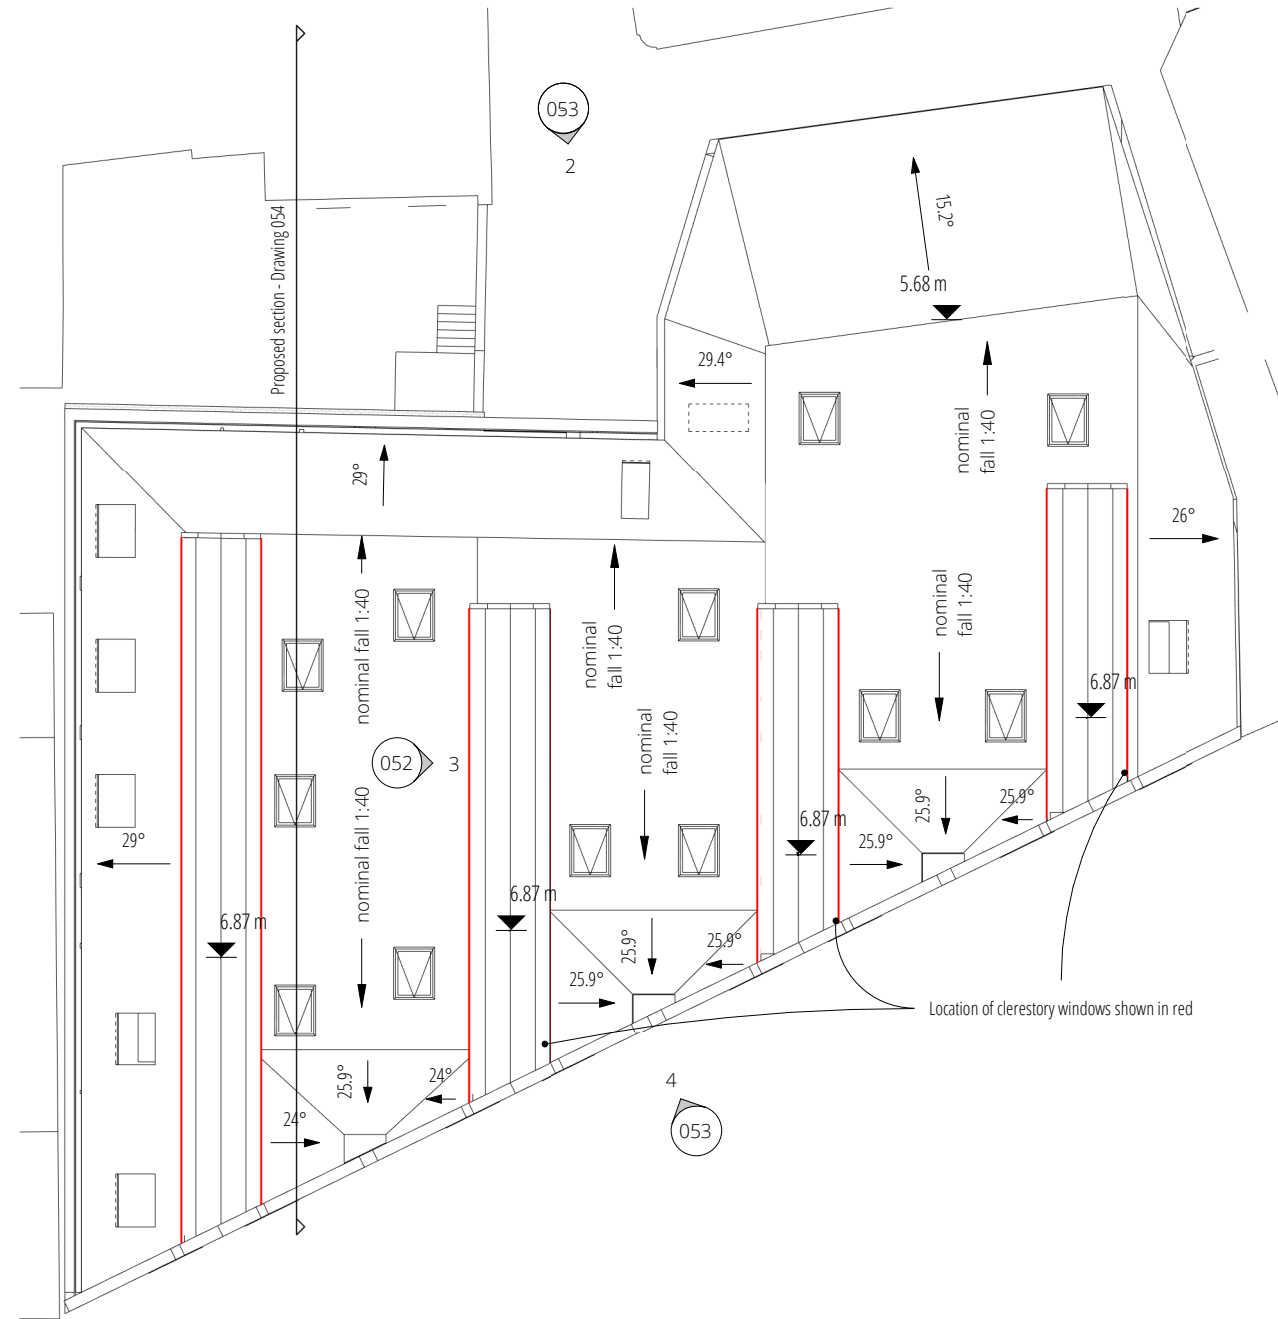 053
2
Proposed section - Drawing 054
15.2°
5.68 m
29.4°
nominal
fall 1:40
29°
26°
nominal fall 1:40
nominal
fall 1:40
nominal
fall 1:40
6.87 m
nominal
fall 1:40
052
3
nominal fall 1:40
25.9°
25.9°
6.87 m
25.9°
29°
6.87 m
6.87 m
25.9°
25.9°
25.9°
Location of clerestory windows shown in red
25.9°
24°
24°
4
053